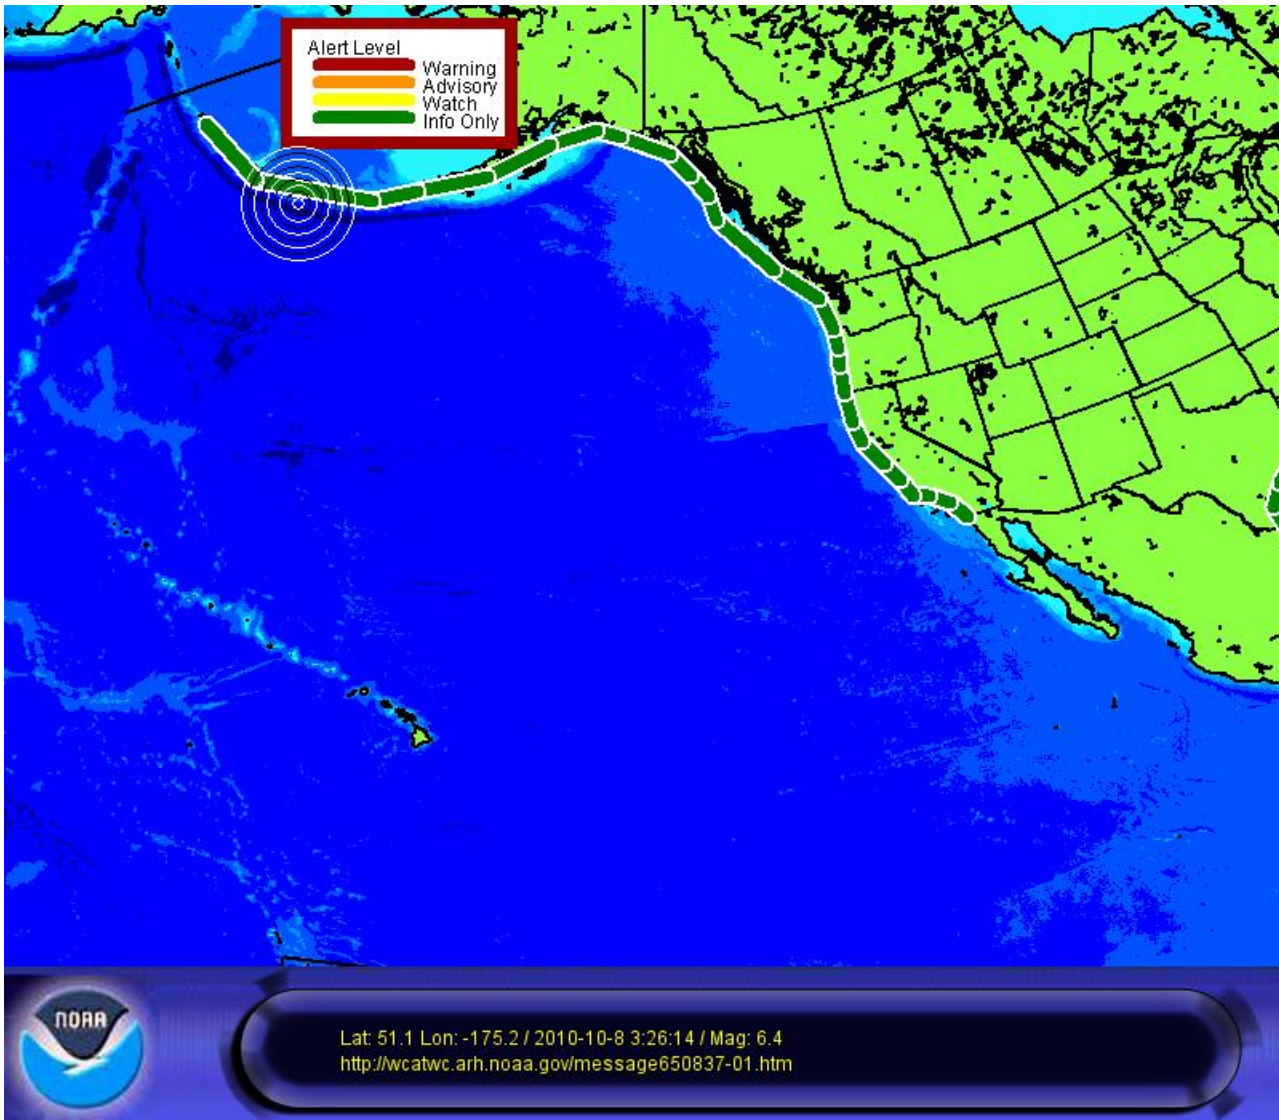 Alert Level
Warning
Advisory
Watch
Info Only
NOAA
Lat: 51.1 Lon: -175.2 / 2010-10-8 3:26:14 / Mag: 6.4
http://wcatwc.arh.noaa.gov/message650837-01.htm